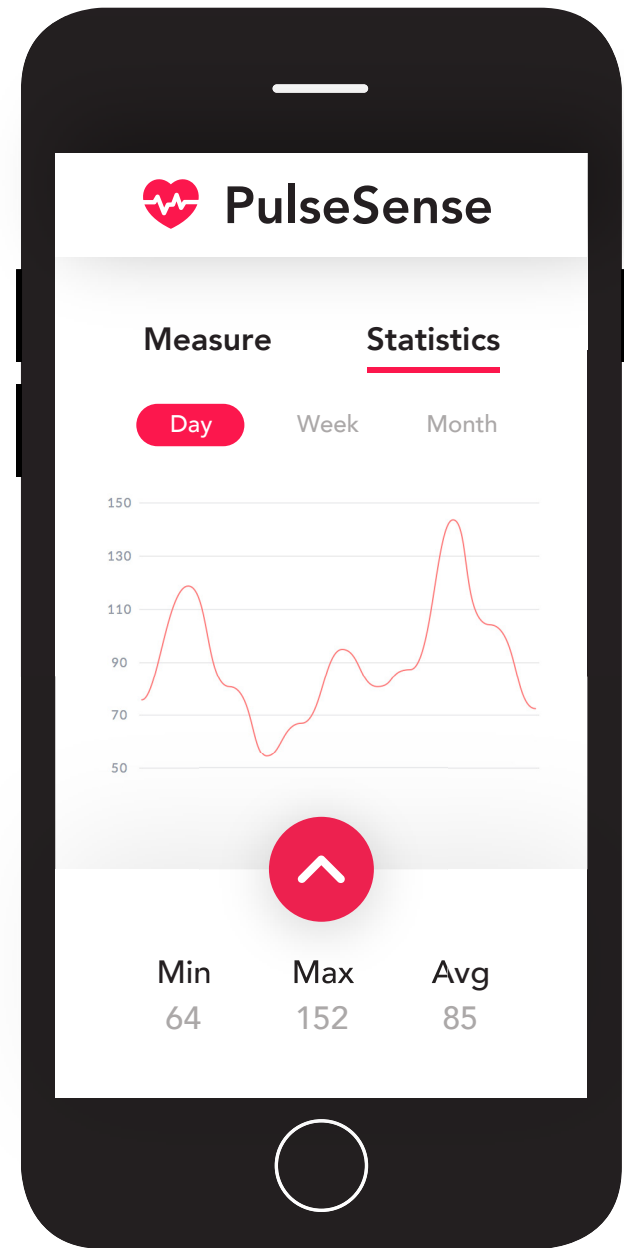 PulseSense
Measure Statistics
Day Week Month
150
130
110
90
70
50
Min Max Avg
64 152 85